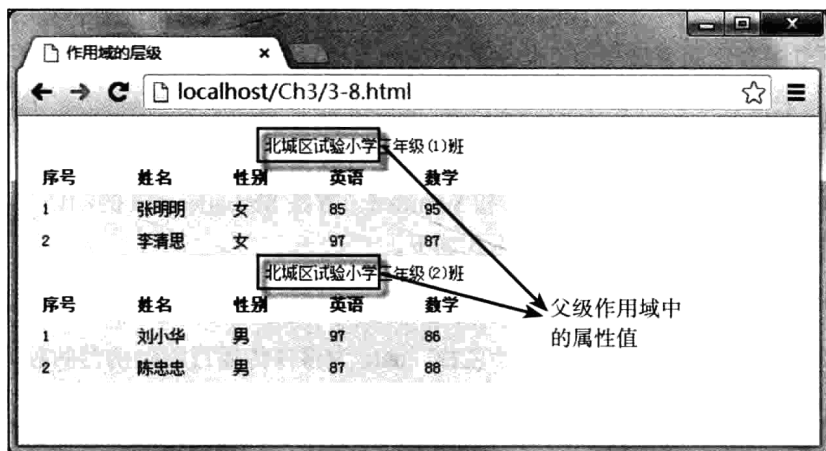 作用域的层级
localhost/Ch3/3-8.html
北城区试验小学三年级(1)班
序号 姓名 性别 英语 数学
1 张明明 女 85 95
2 李清思 女 97 87
北城区试验小学三年级(2)班
序号 姓名 性别 英语 数学
1 刘小华 男 97 86
2 陈忠忠 男 87 88
父级作用域中
的属性值